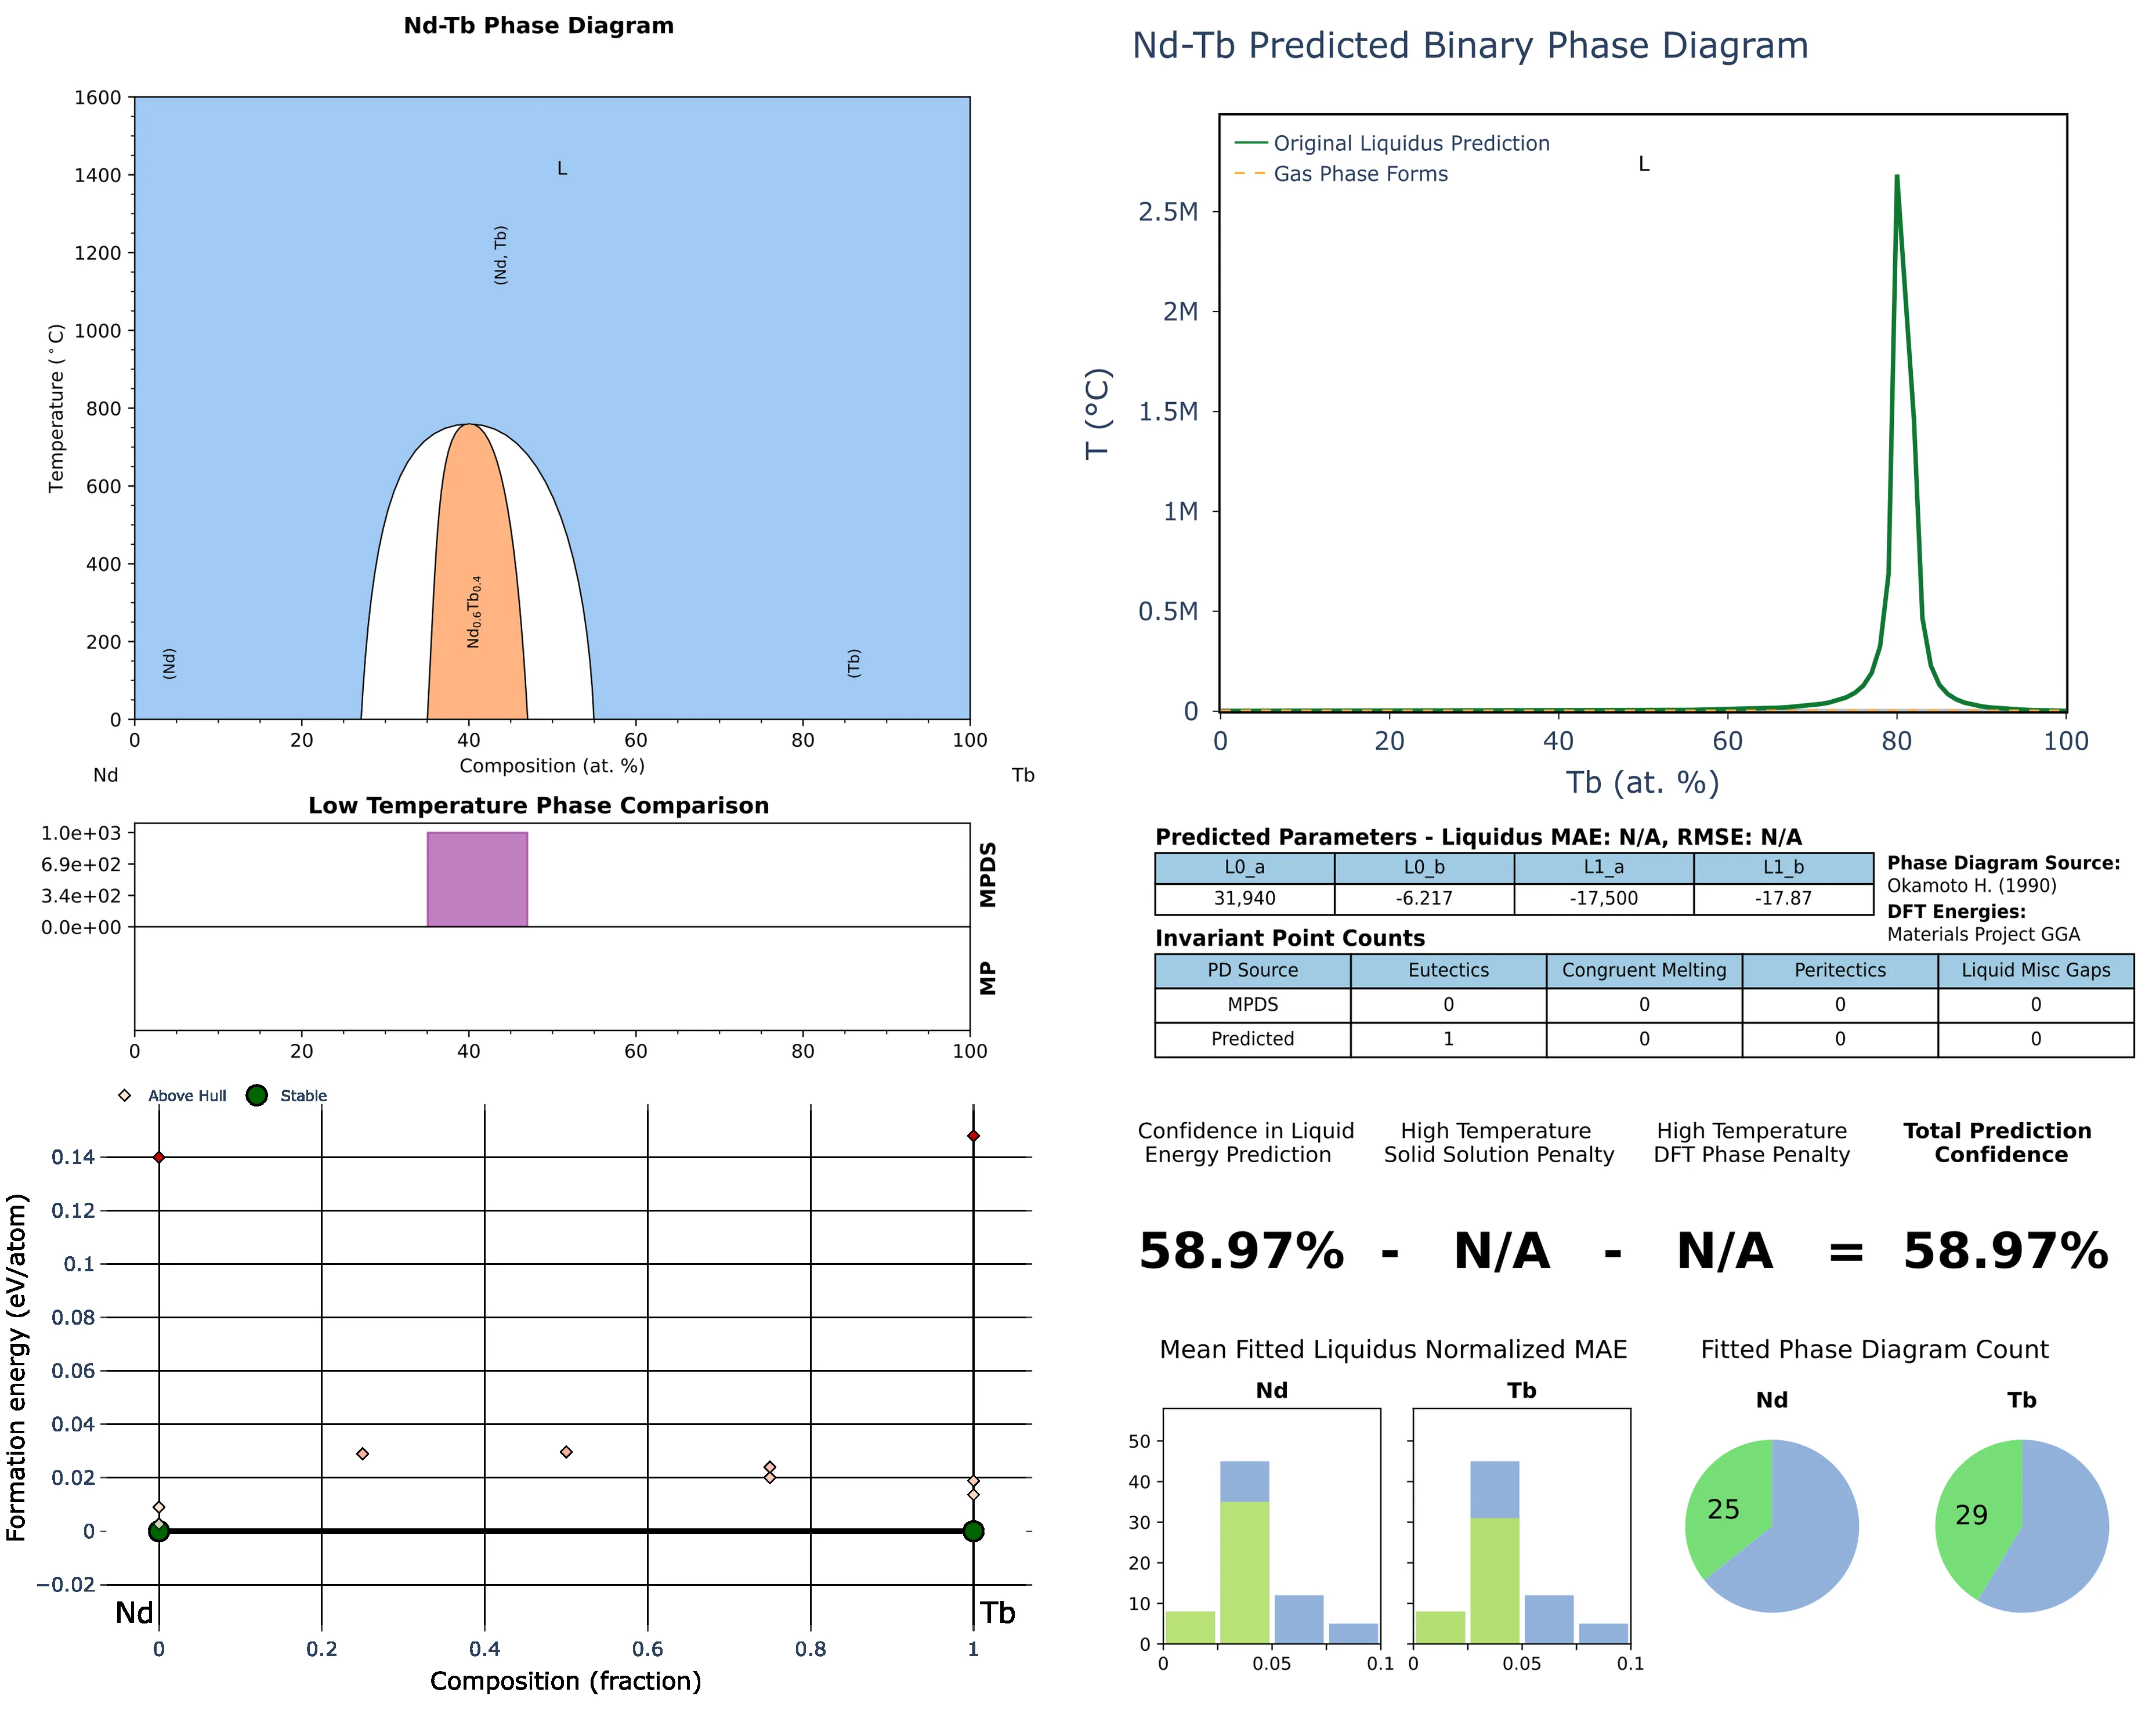 Nd-Tb Phase Diagram
1600
1400
1200
1000
800
600
400
200
0
Temperature (°C)
L
(Nd, Tb)
Nd0.6Tb0.4
(Nd)
(Tb)
0 20 40 60 80 100
Composition (at. %)
Nd Tb
Low Temperature Phase Comparison
1.0e+03
6.9e+02
3.4e+02
0.0e+00
MPDS
MP
0 20 40 60 80 100
Above Hull Stable
0.14
0.12
0.1
0.08
0.06
0.04
0.02
0
−0.02
Formation energy (eV/atom)
Nd Tb
0 0.2 0.4 0.6 0.8 1
Composition (fraction)
Nd-Tb Predicted Binary Phase Diagram
Original Liquidus Prediction
Gas Phase Forms
L
2.5M
2M
1.5M
1M
0.5M
0
T (°C)
0 20 40 60 80 100
Tb (at. %)
Predicted Parameters - Liquidus MAE: N/A, RMSE: N/A
L0_a L0_b L1_a L1_b
31,940 -6.217 -17,500 -17.87
Phase Diagram Source:
Okamoto H. (1990)
DFT Energies:
Materials Project GGA
Invariant Point Counts
PD Source Eutectics Congruent Melting Peritectics Liquid Misc Gaps
MPDS 0 0 0 0
Predicted 1 0 0 0
Confidence in Liquid
Energy Prediction
High Temperature
Solid Solution Penalty
High Temperature
DFT Phase Penalty
Total Prediction
Confidence
58.97% - N/A - N/A = 58.97%
Mean Fitted Liquidus Normalized MAE
Nd Tb
50
40
30
20
10
0
0 0.05 0.1 0 0.05 0.1
Fitted Phase Diagram Count
Nd Tb
25 29